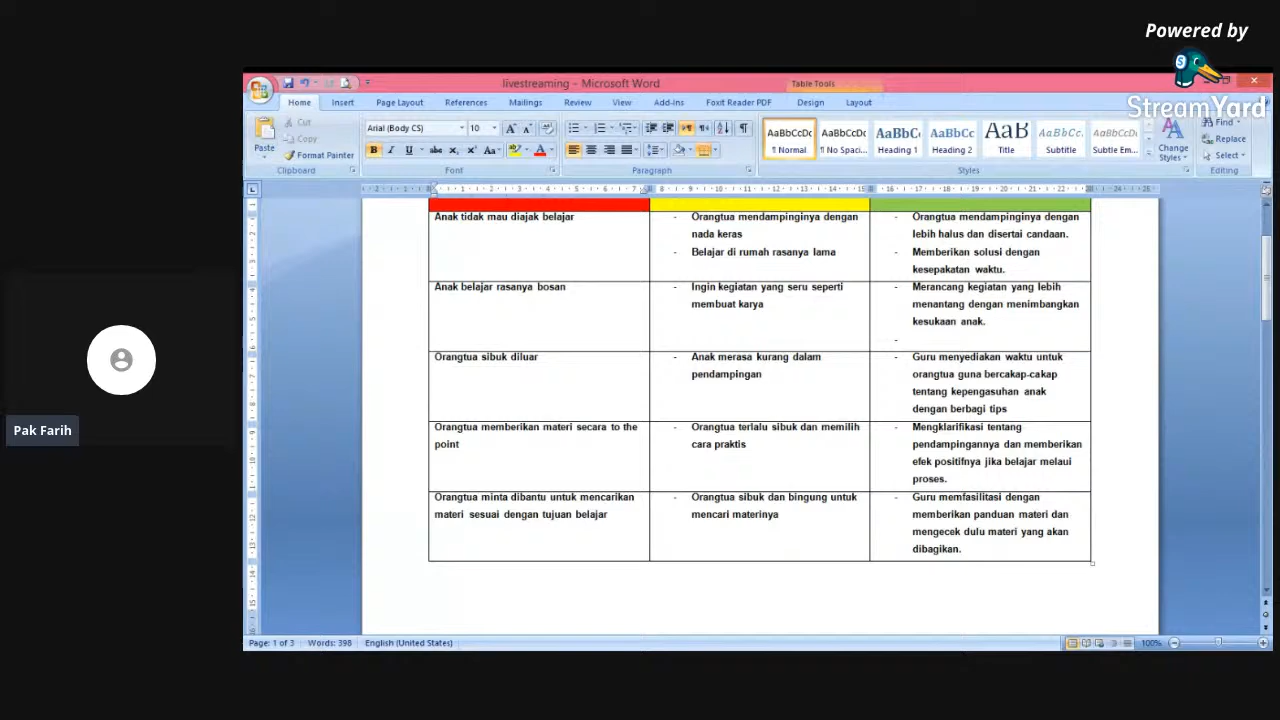 Powered by
StreamYard
livestreaming - Microsoft Word
Table Tools
Home Insert Page Layout References Mailings Review View Add-Ins Foxit Reader PDF Design Layout
Paste
Cut
Copy
Format Painter
Clipboard
Arial (Body CS) 10
Font
Paragraph
AaBbCcDc AaBbCcDc AaBbC AaBbCc AaB AaBbCc. AaBbCcDc
¶ Normal ¶ No Spaci... Heading 1 Heading 2 Title Subtitle Subtle Em...
Change
Styles
Styles
Find
Replace
Select
Editing
Anak tidak mau diajak belajar
- Orangtua mendampinginya dengan
nada keras
- Belajar di rumah rasanya lama
- Orangtua mendampinginya dengan
lebih halus dan disertai candaan.
- Memberikan solusi dengan
kesepakatan waktu.
Anak belajar rasanya bosan
- Ingin kegiatan yang seru seperti
membuat karya
- Merancang kegiatan yang lebih
menantang dengan menimbangkan
kesukaan anak.
-
Orangtua sibuk diluar
- Anak merasa kurang dalam
pendampingan
- Guru menyediakan waktu untuk
orangtua guna bercakap-cakap
tentang kepengasuhan anak
dengan berbagi tips
Orangtua memberikan materi secara to the
point
- Orangtua terlalu sibuk dan memilih
cara praktis
- Mengklarifikasi tentang
pendampingannya dan memberikan
efek positifnya jika belajar melaui
proses.
Orangtua minta dibantu untuk mencarikan
materi sesuai dengan tujuan belajar
- Orangtua sibuk dan bingung untuk
mencari materinya
- Guru memfasilitasi dengan
memberikan panduan materi dan
mengecek dulu materi yang akan
dibagikan.
Pak Farih
Page: 1 of 3 Words: 398 English (United States) 100%